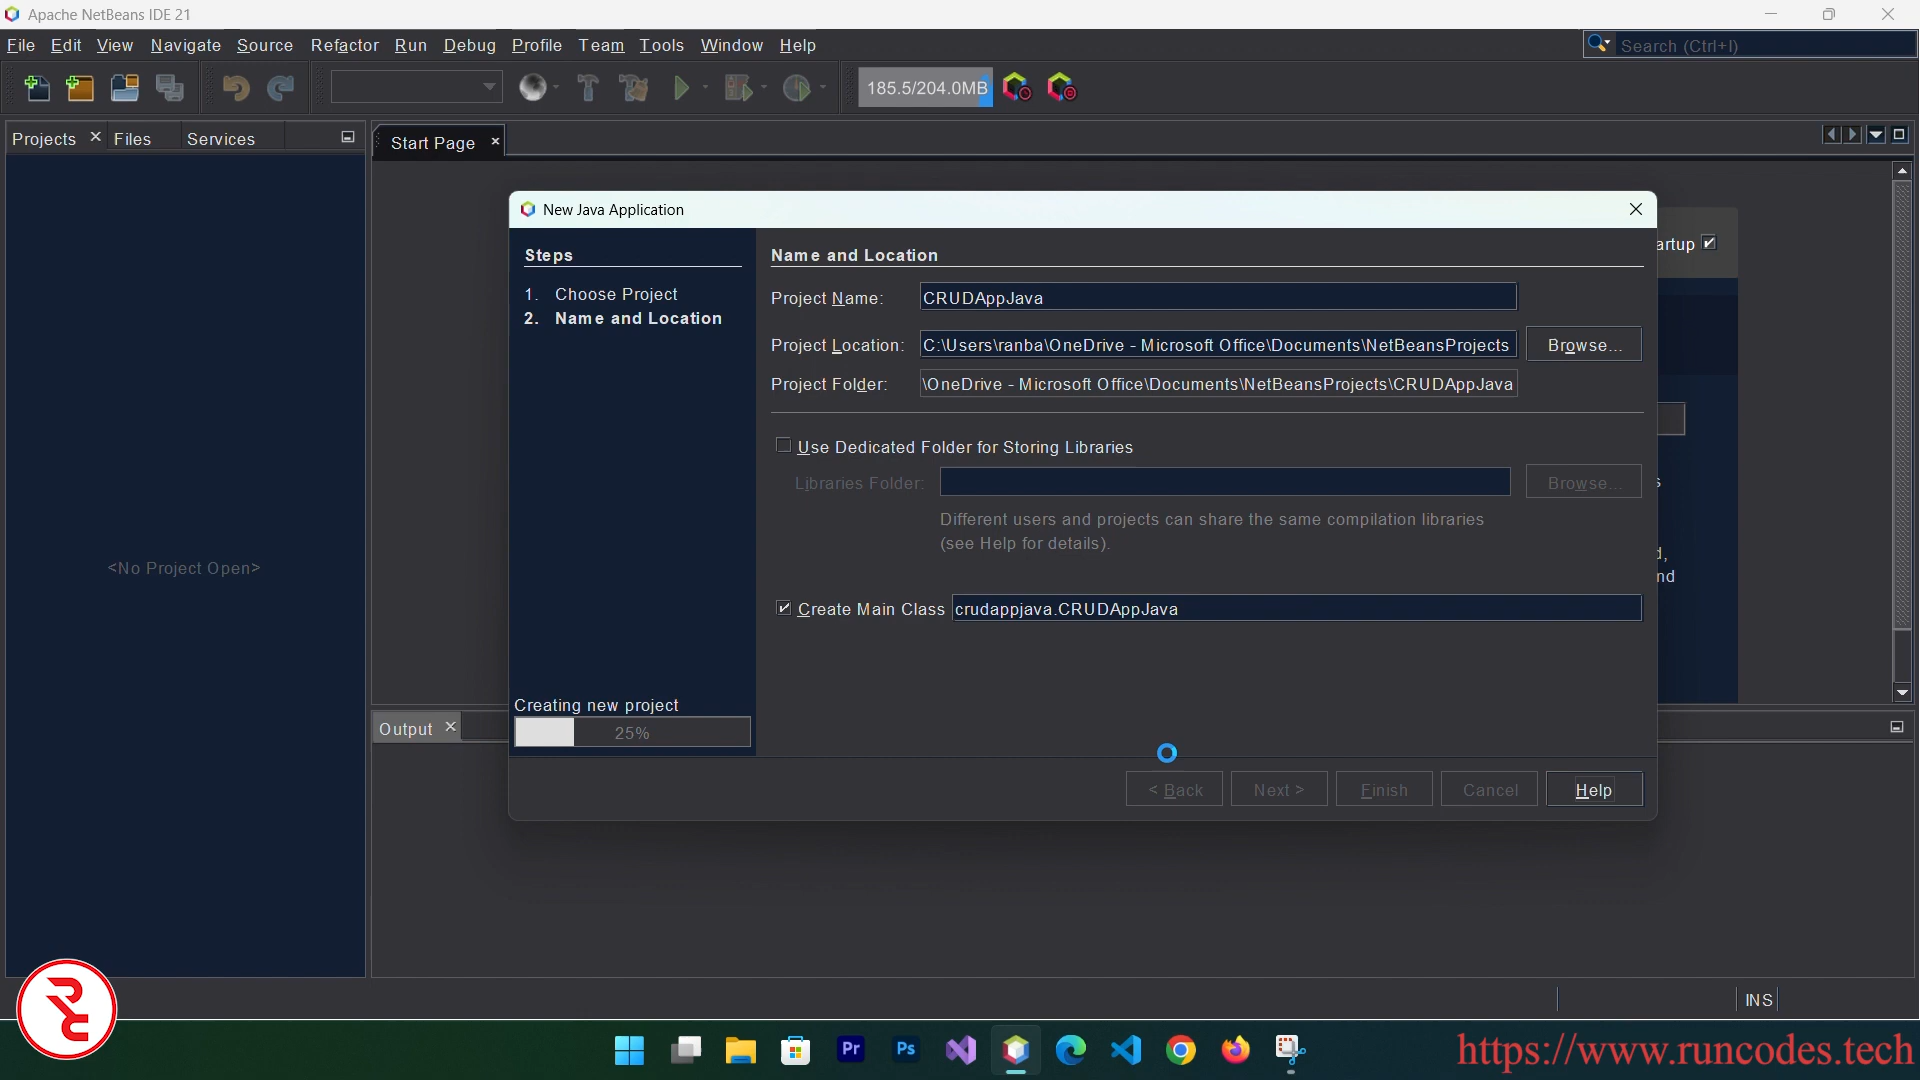 Apache NetBeans IDE 21
File Edit View Navigate Source Refactor Run Debug Profile Team Tools Window Help
Search (Ctrl+I)
185.5/204.0MB
Projects Files Services
Start Page
New Java Application
Steps
1. Choose Project
2. Name and Location
Name and Location
Project Name: CRUDAppJava
Project Location: C:\Users\ranba\OneDrive - Microsoft Office\Documents\NetBeansProjects Browse...
Project Folder: \OneDrive - Microsoft Office\Documents\NetBeansProjects\CRUDAppJava
Use Dedicated Folder for Storing Libraries
Libraries Folder: Browse...
Different users and projects can share the same compilation libraries
(see Help for details).
Create Main Class crudappjava.CRUDAppJava
Creating new project
25%
< Back Next > Finish Cancel Help
artup
s
d,
nd
<No Project Open>
Output
INS
Pr Ps
https://www.runcodes.tech